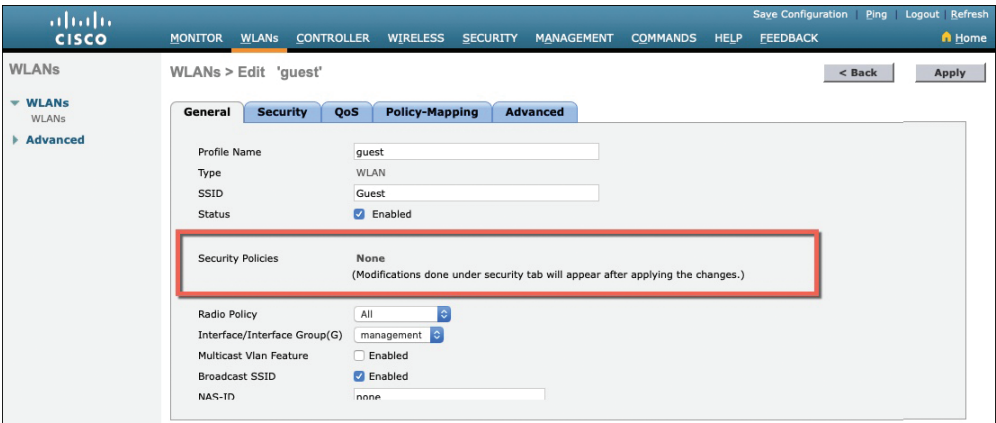 Save Configuration | Ping | Logout | Refresh
CISCO MONITOR WLANs CONTROLLER WIRELESS SECURITY MANAGEMENT COMMANDS HELP FEEDBACK Home
WLANs
WLANs
WLANs
Advanced
WLANs > Edit 'guest'
< Back Apply
General Security QoS Policy-Mapping Advanced
Profile Name guest
Type WLAN
SSID Guest
Status Enabled
Security Policies None
(Modifications done under security tab will appear after applying the changes.)
Radio Policy All
Interface/Interface Group(G) management
Multicast Vlan Feature Enabled
Broadcast SSID Enabled
NAS-ID none